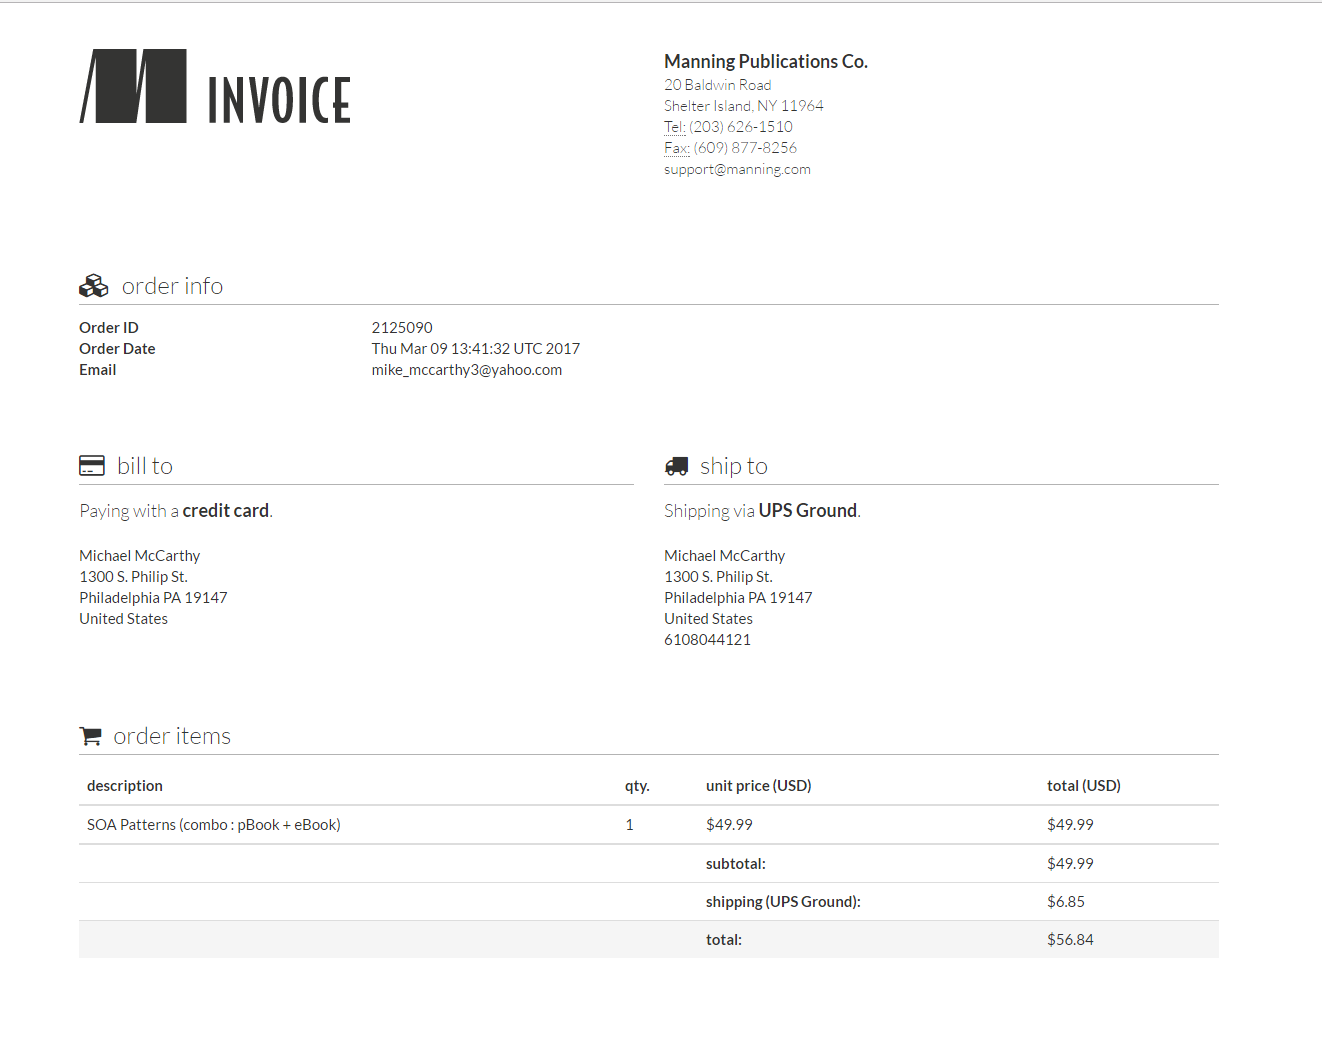 INVOICE
Manning Publications Co.
20 Baldwin Road
Shelter Island, NY 11964
Tel: (203) 626-1510
Fax: (609) 877-8256
support@manning.com
order info
Order ID 2125090
Order Date Thu Mar 09 13:41:32 UTC 2017
Email mike_mccarthy3@yahoo.com
bill to
Paying with a credit card.
Michael McCarthy
1300 S. Philip St.
Philadelphia PA 19147
United States
ship to
Shipping via UPS Ground.
Michael McCarthy
1300 S. Philip St.
Philadelphia PA 19147
United States
6108044121
order items
description qty. unit price (USD) total (USD)
SOA Patterns (combo : pBook + eBook) 1 $49.99 $49.99
subtotal: $49.99
shipping (UPS Ground): $6.85
total: $56.84